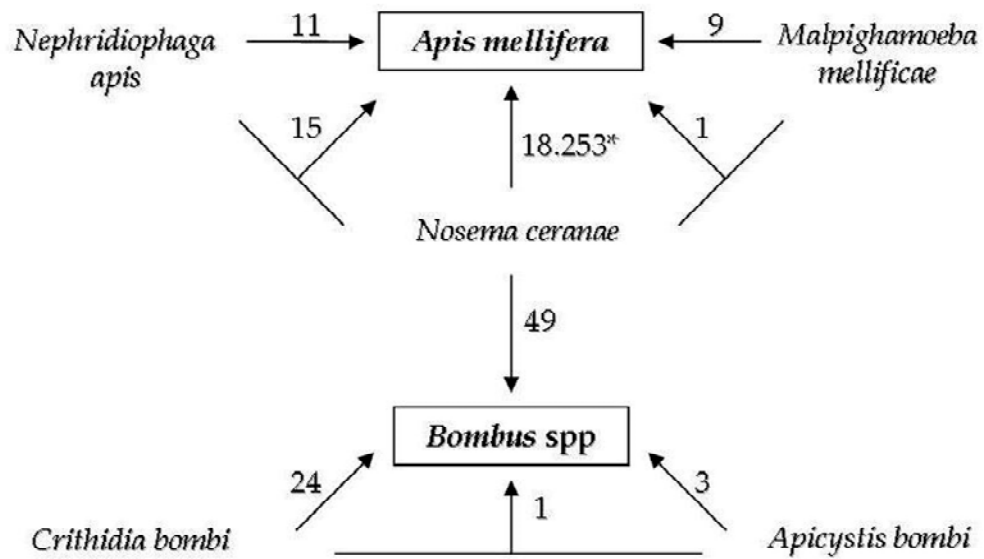 Nephridiophaga
apis
11
Apis mellifera
9
Malpighamoeba
mellificae
15
18.253*
1
Nosema ceranae
49
Bombus spp
24
1
3
Crithidia bombi
Apicystis bombi